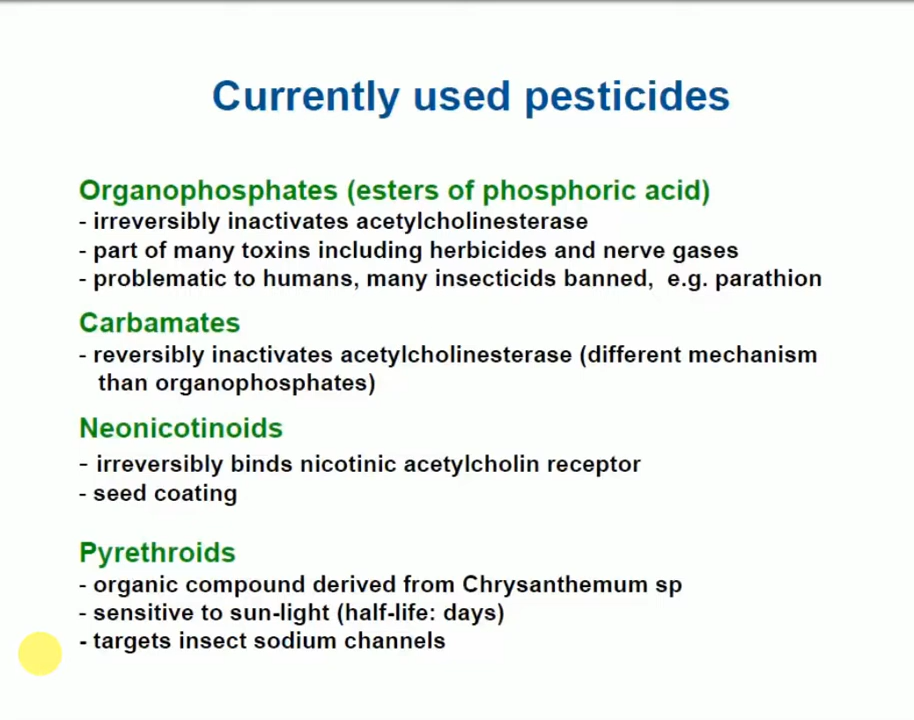 Currently used pesticides
Organophosphates (esters of phosphoric acid)
- irreversibly inactivates acetylcholinesterase
- part of many toxins including herbicides and nerve gases
- problematic to humans, many insecticids banned,  e.g. parathion
Carbamates
- reversibly inactivates acetylcholinesterase (different mechanism
than organophosphates)
Neonicotinoids
- irreversibly binds nicotinic acetylcholin receptor
- seed coating
Pyrethroids
- organic compound derived from Chrysanthemum sp
- sensitive to sun-light (half-life: days)
- targets insect sodium channels